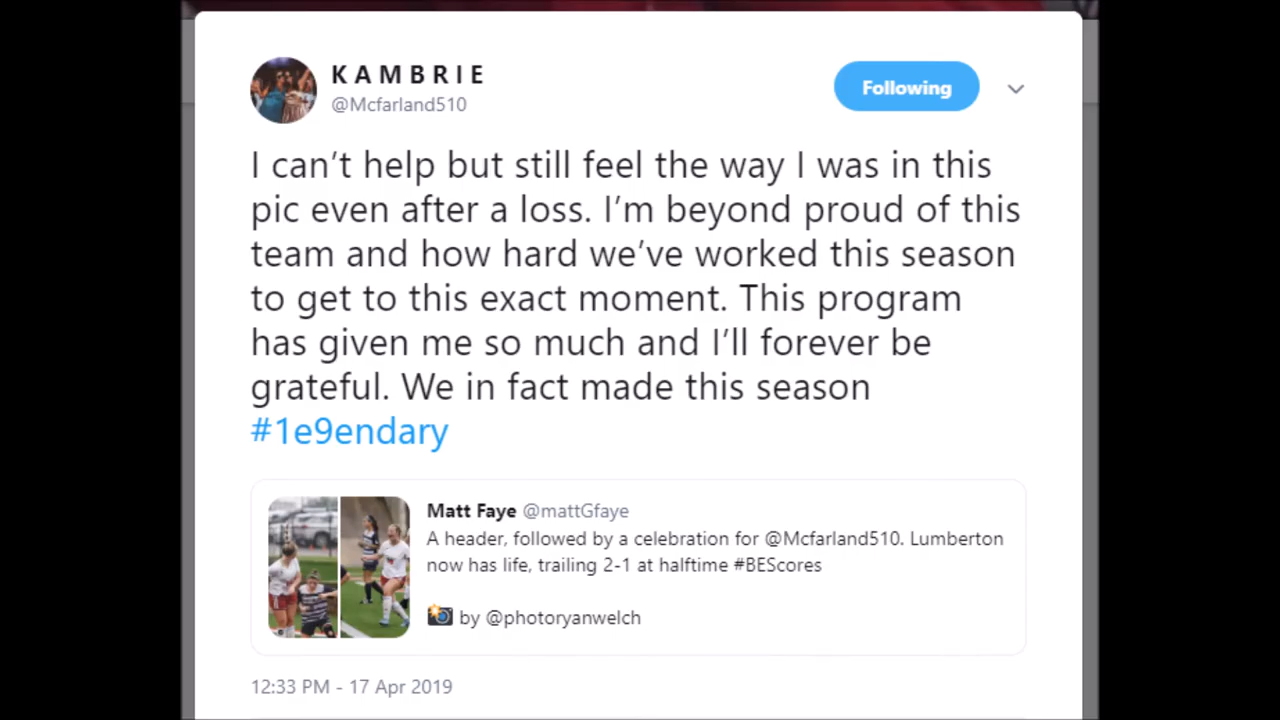 K A M B R I E
@Mcfarland510
Following
I can't help but still feel the way I was in this
pic even after a loss. I'm beyond proud of this
team and how hard we've worked this season
to get to this exact moment. This program
has given me so much and I'll forever be
grateful. We in fact made this season
#1e9endary
Matt Faye @mattGfaye
A header, followed by a celebration for @Mcfarland510. Lumberton
now has life, trailing 2-1 at halftime #BEScores
by @photoryanwelch
12:33 PM - 17 Apr 2019